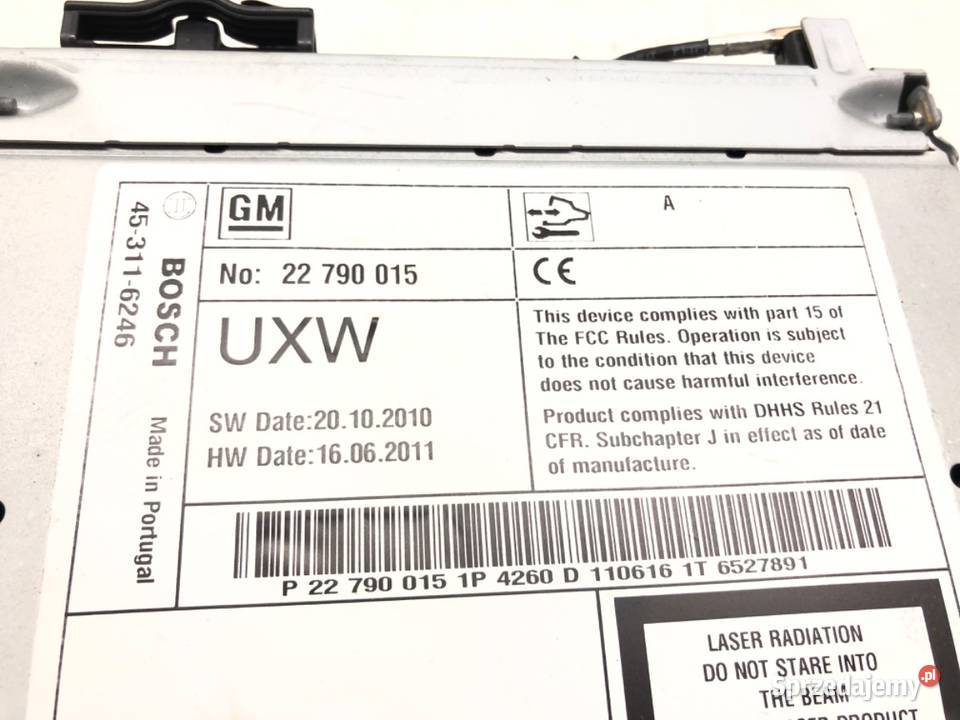 GM
A
No: 22 790 015
CE
UXW
This device complies with part 15 of
The FCC Rules. Operation is subject
to the condition that this device
does not cause harmful interference.
SW Date:20.10.2010
HW Date:16.06.2011
Product complies with DHHS Rules 21
CFR. Subchapter J in effect as of date
of manufacture.
BOSCH Made in Portugal
45-311-6246
P 22 790 015 1P 4260 D 110616 1T 6527891
LASER RADIATION
DO NOT STARE INTO
THE BEAM
LASER PRODUCT
Sprzedajemy.pl